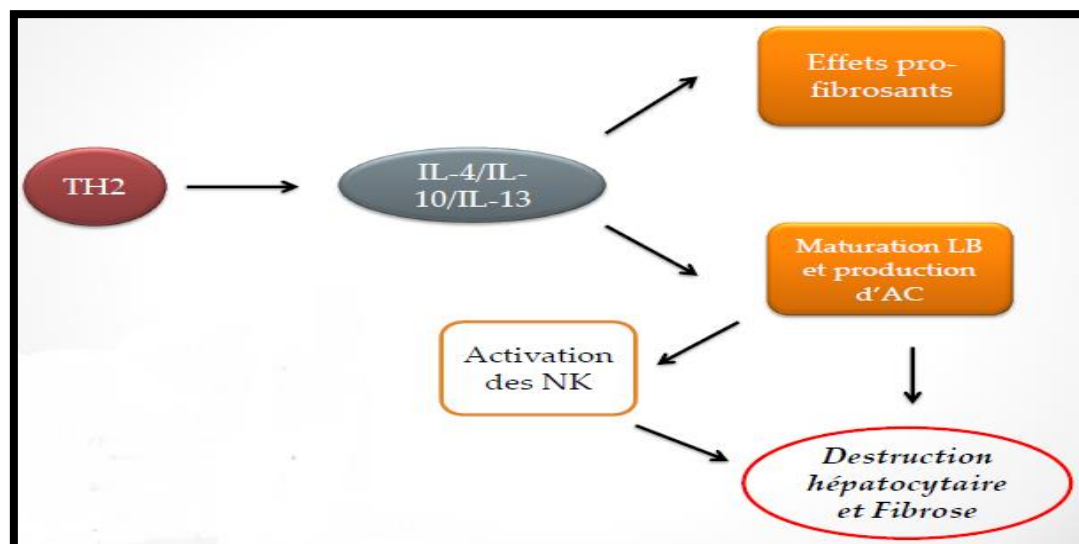 Effets pro-
fibrosants
TH2
IL-4/IL-
10/IL-13
Maturation LB
et production
d'AC
Activation
des NK
Destruction
hépatocytaire
et Fibrose